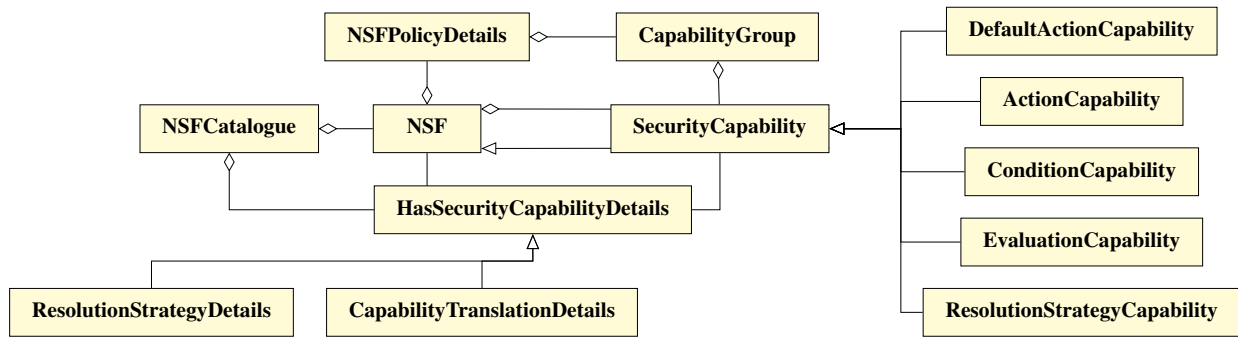 NSFPolicyDetails
CapabilityGroup
DefaultActionCapability
ActionCapability
NSFCatalogue
NSF
SecurityCapability
ConditionCapability
HasSecurityCapabilityDetails
EvaluationCapability
ResolutionStrategyDetails
CapabilityTranslationDetails
ResolutionStrategyCapability